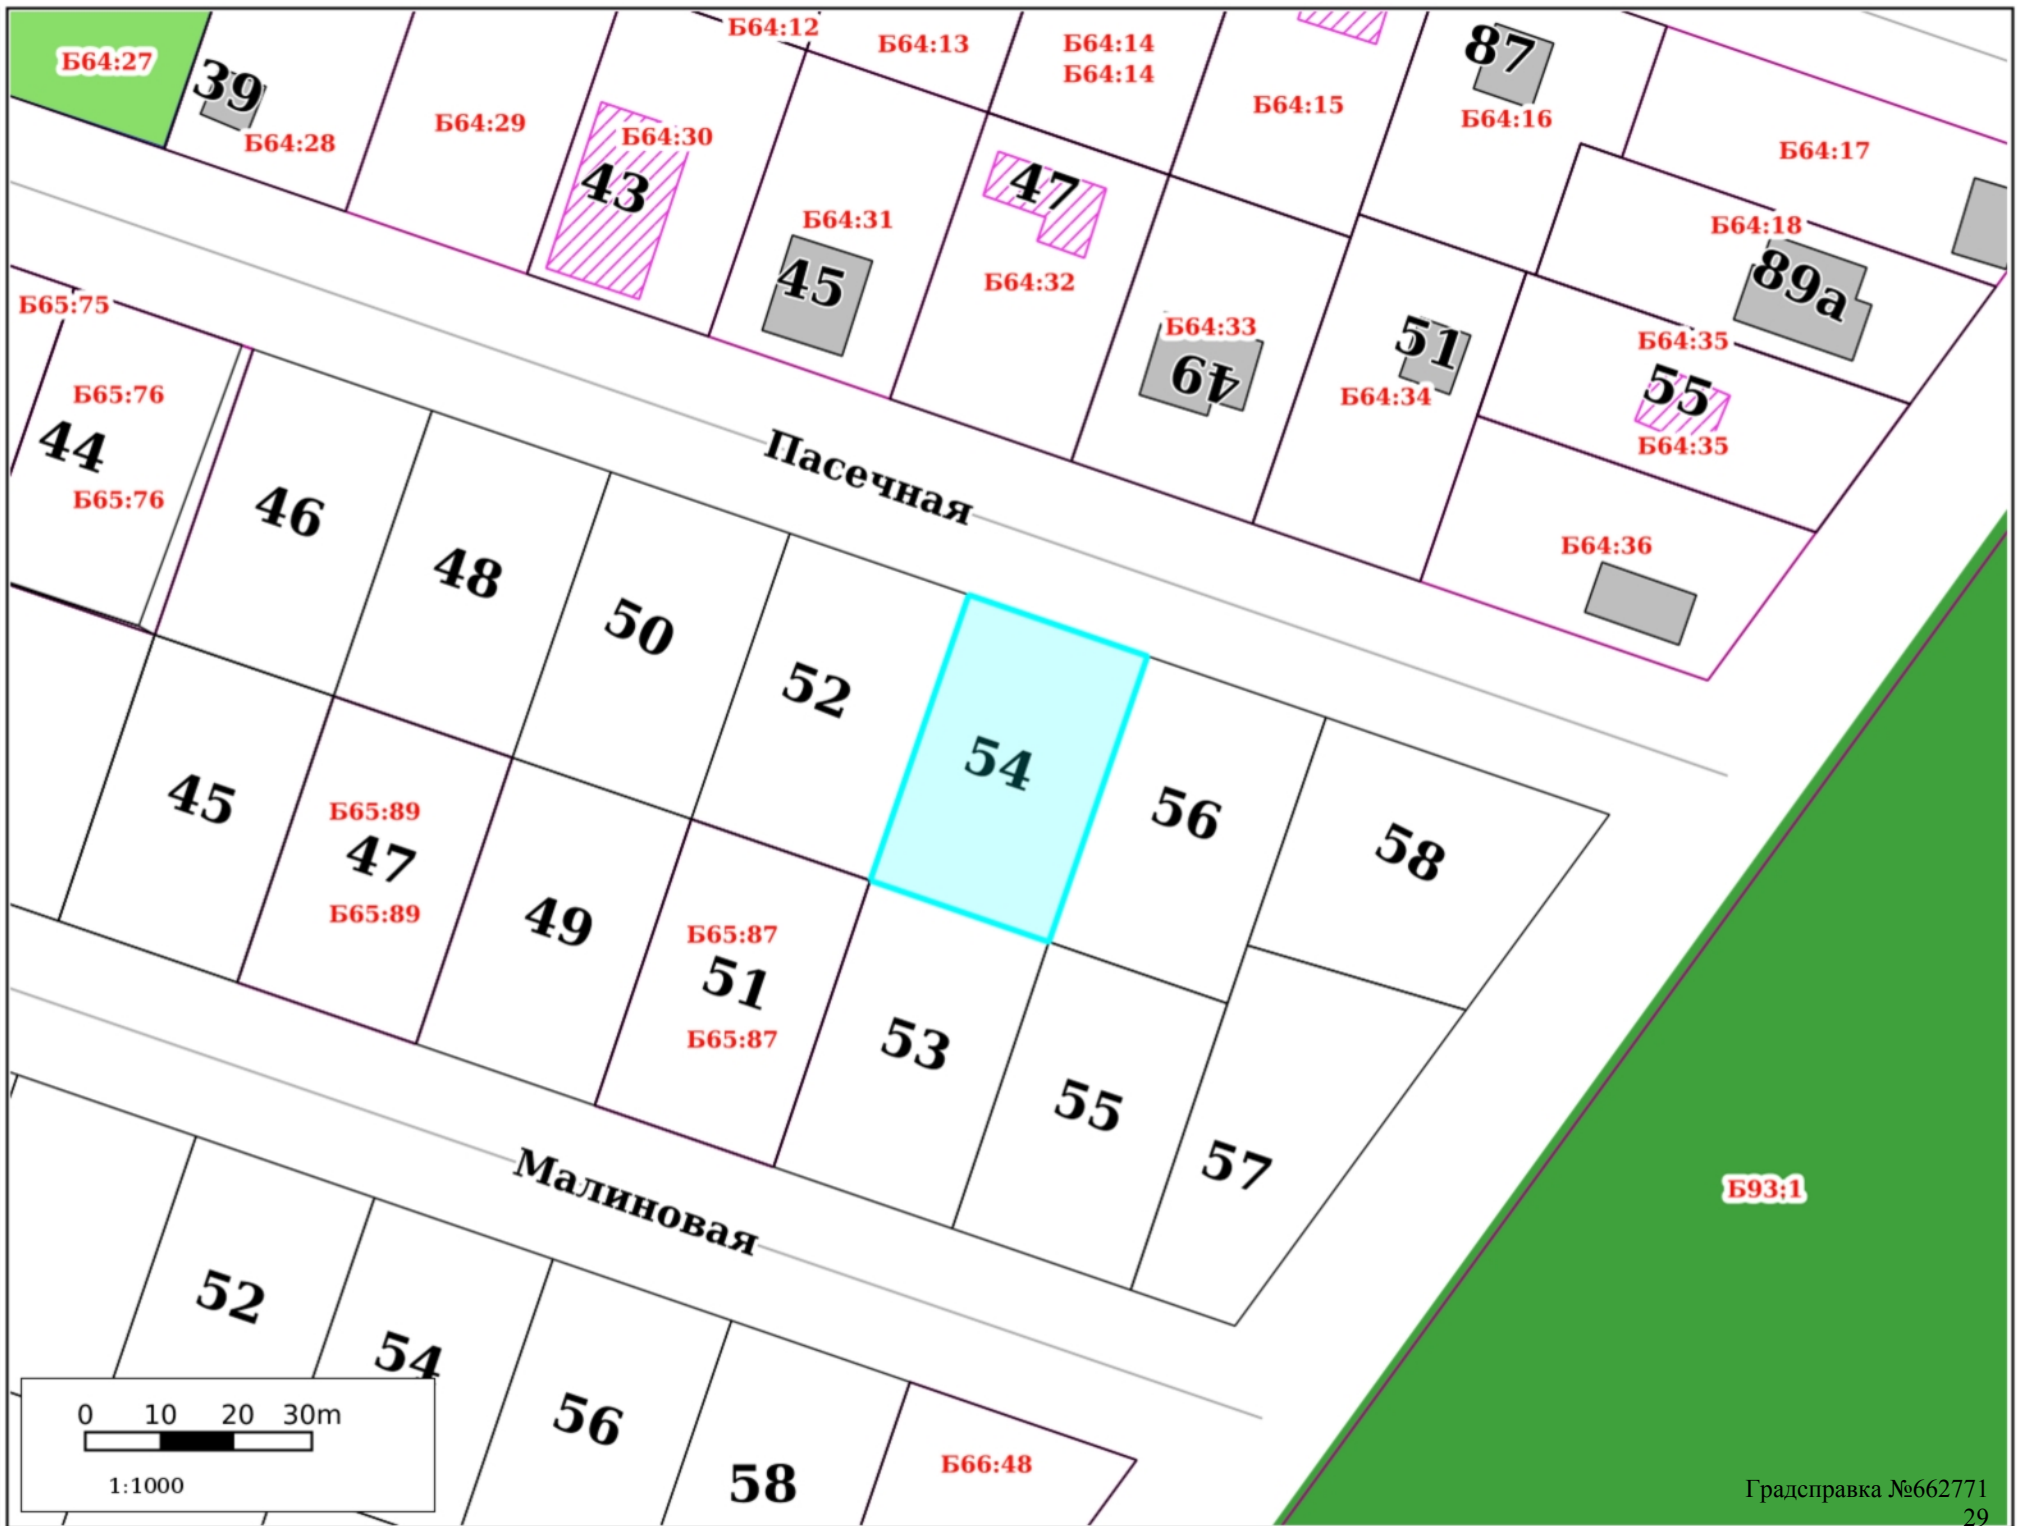 Б64:12
Б64:13
Б64:14
Б64:14
87
Б64:27
39
Б64:28
Б64:29
Б64:30
43
Б64:15
Б64:16
Б64:17
47
Б64:31
45
Б64:32
Б64:18
89а
Б64:33
49
51
Б64:34
Б64:35
55
Б64:35
Б65:75
Б65:76
44
Б65:76
46
48
50
52
Пасечная
54
56
58
Б64:36
45
Б65:89
47
Б65:89
49
Б65:87
51
Б65:87
53
55
57
Малиновая
Б93:1
52
54
56
58
Б66:48
0 10 20 30m
1:1000
Градсправка №662771
29